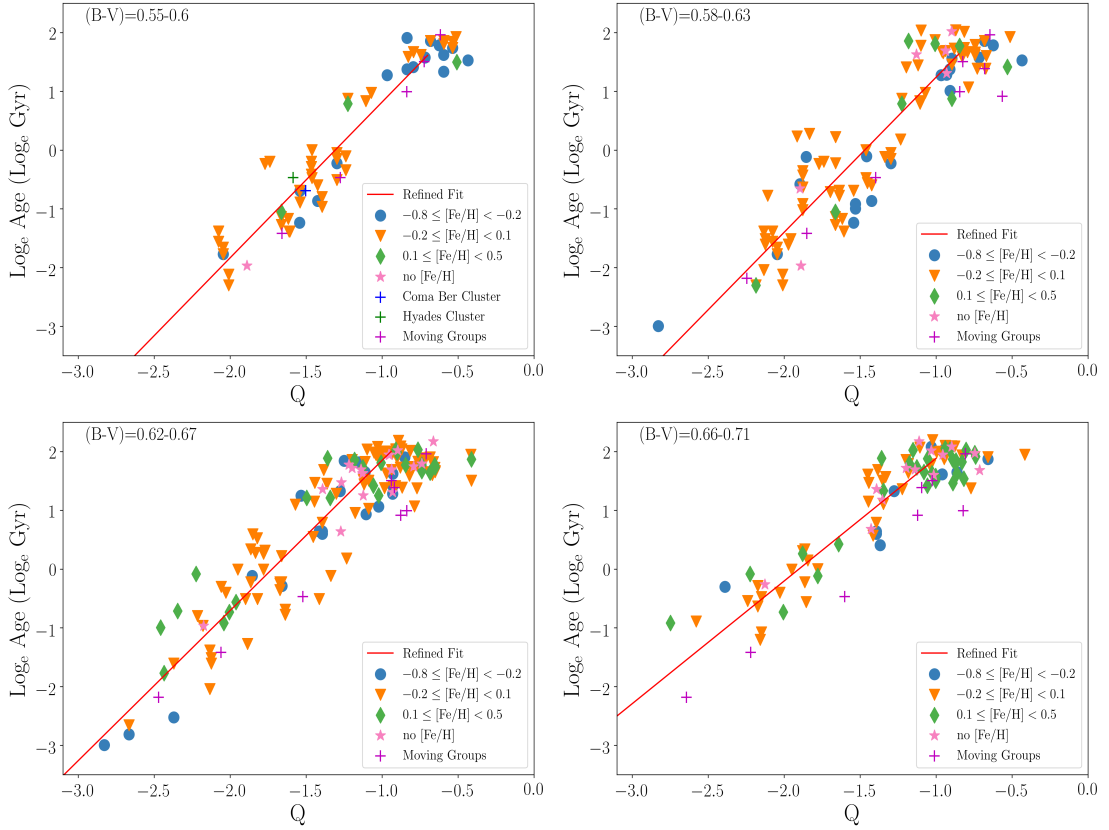 (B-V)=0.55-0.6
2
1
0
−1
−2
−3
Log_e Age (Log_e Gyr)
Refined Fit
−0.8 ≤ [Fe/H] < −0.2
−0.2 ≤ [Fe/H] < 0.1
0.1 ≤ [Fe/H] < 0.5
no [Fe/H]
Coma Ber Cluster
Hyades Cluster
Moving Groups
−3.0 −2.5 −2.0 −1.5 −1.0 −0.5 0.0
Q
(B-V)=0.58-0.63
2
1
0
−1
−2
−3
Log_e Age (Log_e Gyr)
Refined Fit
−0.8 ≤ [Fe/H] < −0.2
−0.2 ≤ [Fe/H] < 0.1
0.1 ≤ [Fe/H] < 0.5
no [Fe/H]
Moving Groups
−3.0 −2.5 −2.0 −1.5 −1.0 −0.5 0.0
Q
(B-V)=0.62-0.67
2
1
0
−1
−2
−3
Log_e Age (Log_e Gyr)
Refined Fit
−0.8 ≤ [Fe/H] < −0.2
−0.2 ≤ [Fe/H] < 0.1
0.1 ≤ [Fe/H] < 0.5
no [Fe/H]
Moving Groups
−3.0 −2.5 −2.0 −1.5 −1.0 −0.5 0.0
Q
(B-V)=0.66-0.71
2
1
0
−1
−2
−3
Log_e Age (Log_e Gyr)
Refined Fit
−0.8 ≤ [Fe/H] < −0.2
−0.2 ≤ [Fe/H] < 0.1
0.1 ≤ [Fe/H] < 0.5
no [Fe/H]
Moving Groups
−3.0 −2.5 −2.0 −1.5 −1.0 −0.5 0.0
Q